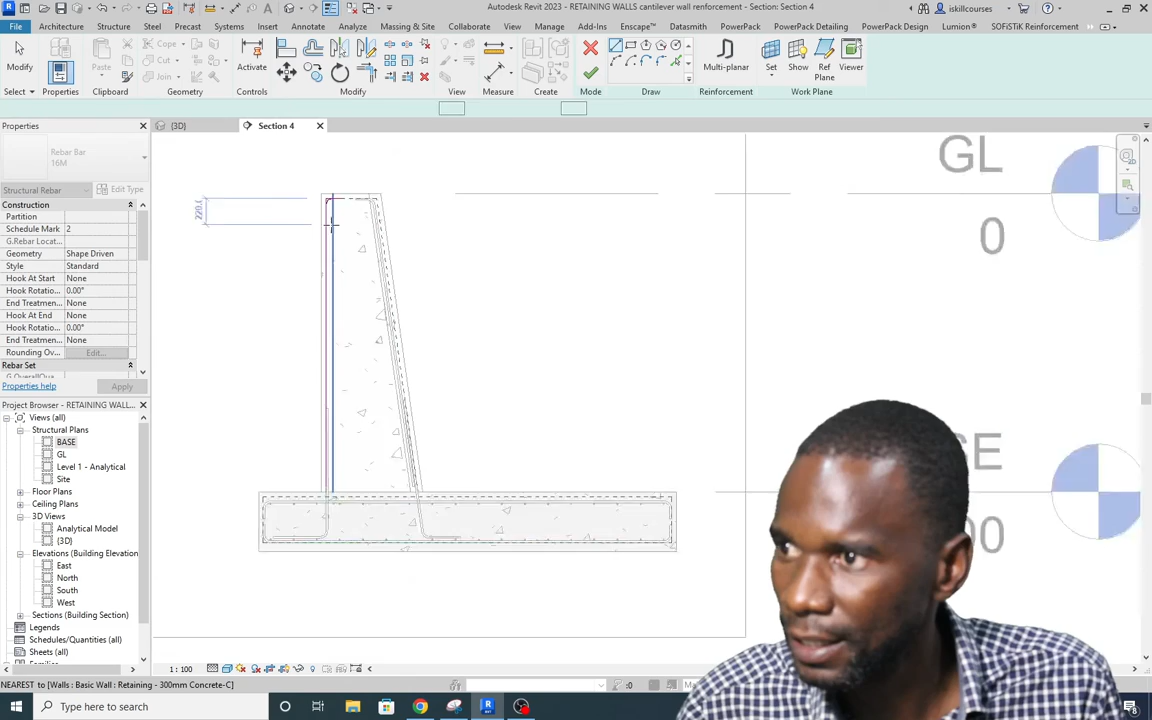 Autodesk Revit 2023 - RETAINING WALLS cantilever wall reinforcement - Section: Section 4
iskillcourses
File Architecture Structure Steel Precast Systems Insert Annotate Analyze Massing & Site Collaborate View Manage Add-Ins Enscape™ Datasmith PowerPack Detailing PowerPack Design Lumion® SOFiSTiK Reinforcement
Modify Properties Paste Cope Cut Join Activate Multi-planar Set Show Ref Plane Viewer
Select Properties Clipboard Geometry Controls Modify View Measure Create Mode Draw Reinforcement Work Plane
Properties
{3D}
Section 4
Rebar Bar
16M
Structural Rebar
Edit Type
Construction
Partition
Schedule Mark 2
G.Rebar Locat...
Geometry Shape Driven
Style Standard
Hook At Start None
Hook Rotatio... 0.00°
End Treatmen... None
Hook At End None
Hook Rotatio... 0.00°
End Treatmen... None
Rounding Ov... Edit...
Rebar Set
Properties help
Apply
Project Browser - RETAINING WALL...
Views (all)
Structural Plans
BASE
GL
Level 1 - Analytical
Site
Floor Plans
Ceiling Plans
3D Views
Analytical Model
{3D}
Elevations (Building Elevation
East
North
South
West
Sections (Building Section)
Legends
Schedules/Quantities (all)
Sheets (all)
GL
0
SE
00
1 : 100
NEAREST to [Walls : Basic Wall : Retaining - 300mm Concrete-C]
:0
Type here to search